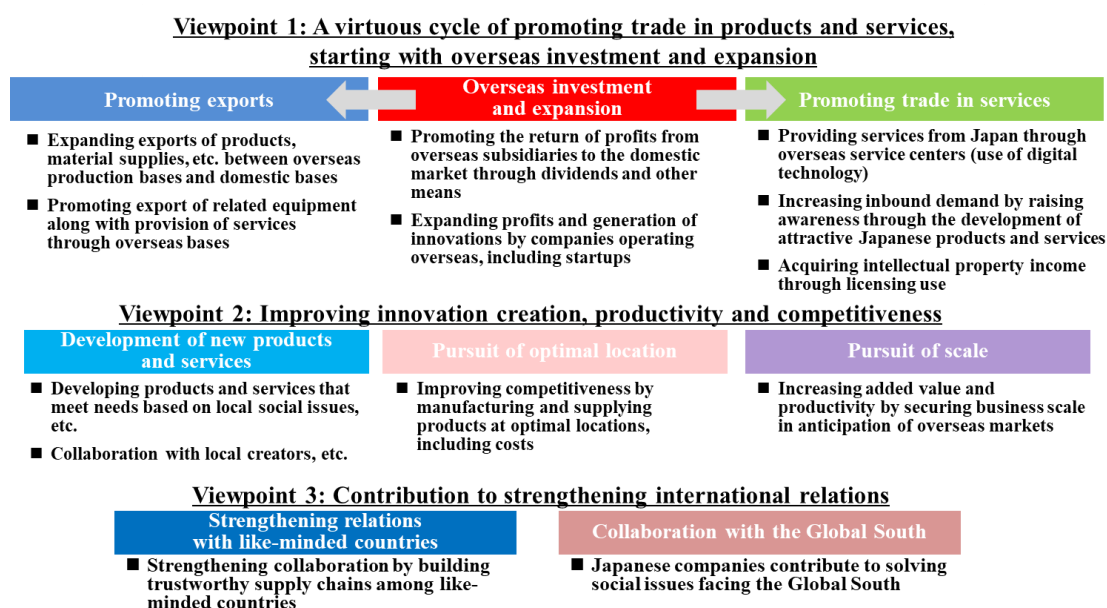 Viewpoint 1: A virtuous cycle of promoting trade in products and services,
starting with overseas investment and expansion
Promoting exports
■ Expanding exports of products,
material supplies, etc. between overseas
production bases and domestic bases
■ Promoting export of related equipment
along with provision of services
through overseas bases
Overseas investment
and expansion
■ Promoting the return of profits from
overseas subsidiaries to the domestic
market through dividends and other
means
■ Expanding profits and generation of
innovations by companies operating
overseas, including startups
Promoting trade in services
■ Providing services from Japan through
overseas service centers (use of digital
technology)
■ Increasing inbound demand by raising
awareness through the development of
attractive Japanese products and services
■ Acquiring intellectual property income
through licensing use
Viewpoint 2: Improving innovation creation, productivity and competitiveness
Development of new products
and services
■ Developing products and services that
meet needs based on local social issues,
etc.
■ Collaboration with local creators, etc.
Pursuit of optimal location
■ Improving competitiveness by
manufacturing and supplying
products at optimal locations,
including costs
Pursuit of scale
■ Increasing added value and
productivity by securing business scale
in anticipation of overseas markets
Viewpoint 3: Contribution to strengthening international relations
Strengthening relations
with like-minded countries
■ Strengthening collaboration by building
trustworthy supply chains among like-
minded countries
Collaboration with the Global South
■ Japanese companies contribute to solving
social issues facing the Global South